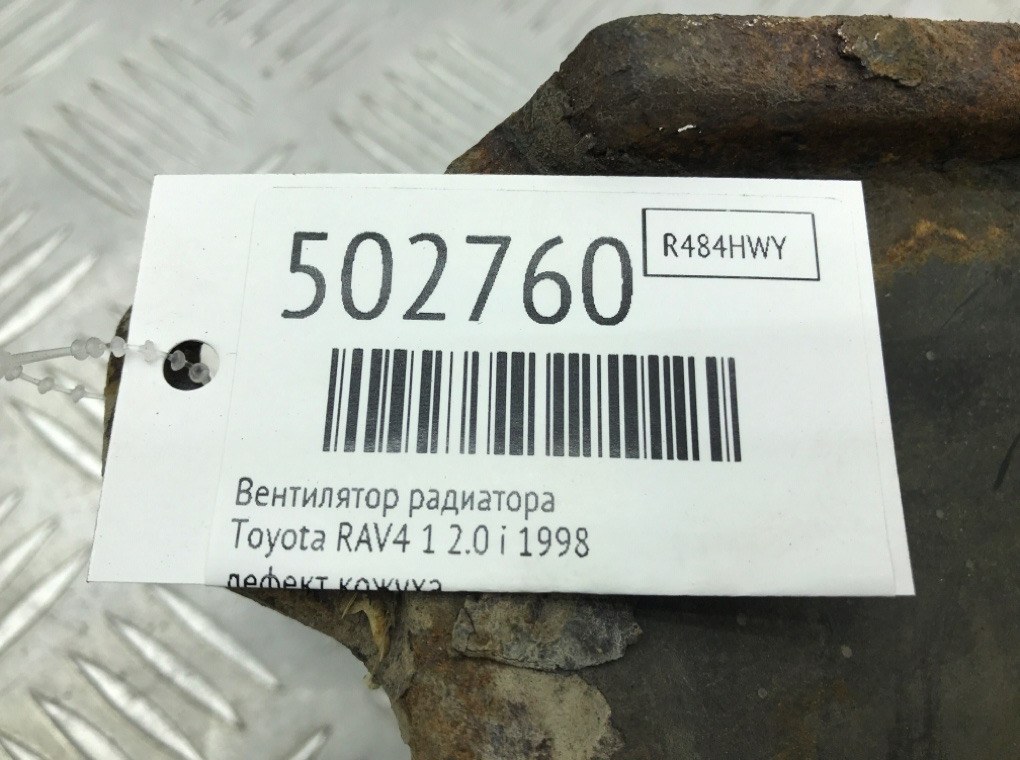 502760
R484HWY
Вентилятор радиатора
Toyota RAV4 1 2.0 i 1998
дефект кожуха